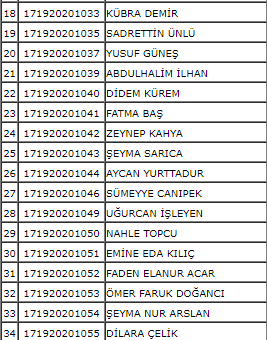 18 171920201033 KÜBRA DEMİR
19 171920201035 SADRETTİN ÜNLÜ
20 171920201037 YUSUF GÜNEŞ
21 171920201039 ABDULHALİM İLHAN
22 171920201040 DİDEM KÜREM
23 171920201041 FATMA BAŞ
24 171920201042 ZEYNEP KAHYA
25 171920201043 ŞEYMA SARICA
26 171920201044 AYCAN YURTTADUR
27 171920201046 SÜMEYYE CANIPEK
28 171920201049 UĞURCAN İŞLEYEN
29 171920201050 NAHLE TOPCU
30 171920201051 EMİNE EDA KILIÇ
31 171920201052 FADEN ELANUR ACAR
32 171920201053 ÖMER FARUK DOĞANCI
33 171920201054 ŞEYMA NUR ARSLAN
34 171920201055 DİLARA ÇELİK